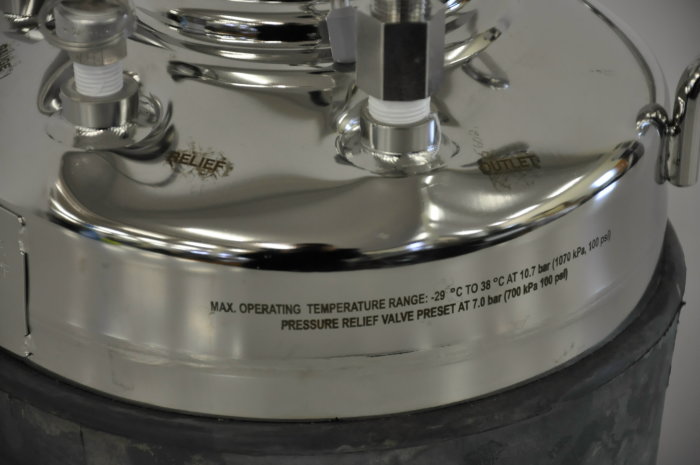 RELIEF
OUTLET
MAX. OPERATING TEMPERATURE RANGE: -29 °C TO 38 °C AT 10.7 bar (1070 kPa, 100 psi)
PRESSURE RELIEF VALVE PRESET AT 7.0 bar (700 kPa 100 psi)